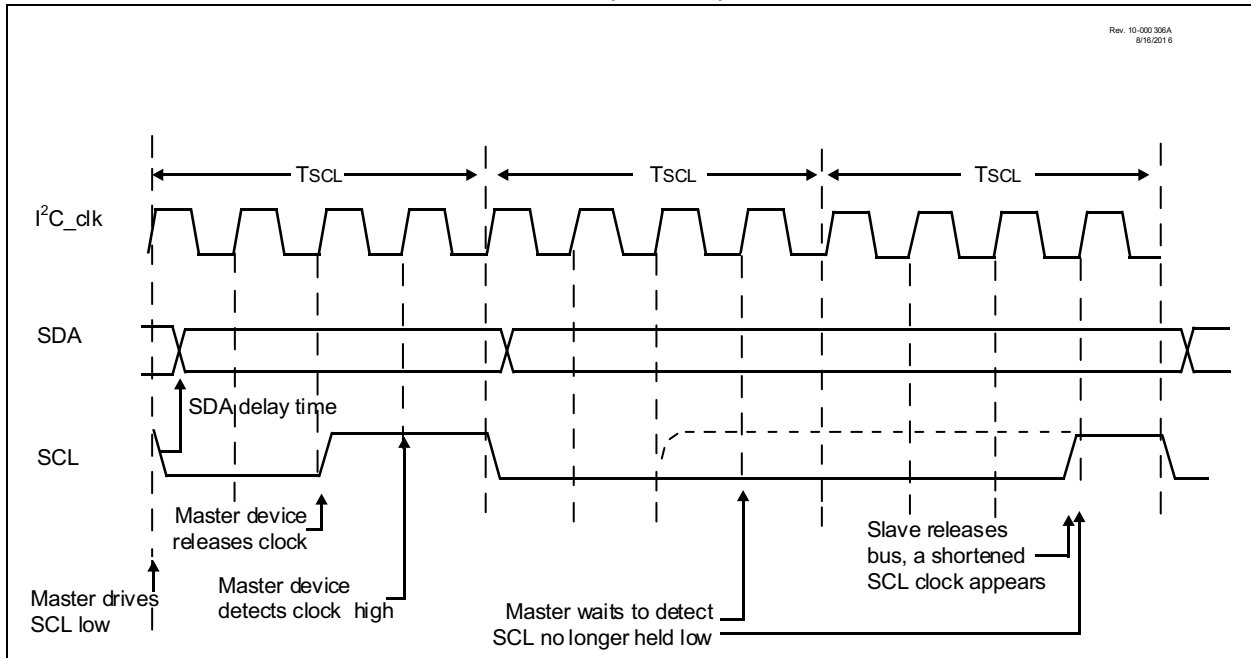 Rev. 10-000 306A
8/16/201 6
TSCL
TSCL
TSCL
I²C_clk
SDA
SDA delay time
SCL
Master device
releases clock
Slave releases
bus, a shortened
SCL clock appears
Master device
detects clock high
Master drives
SCL low
Master waits to detect
SCL no longer held low